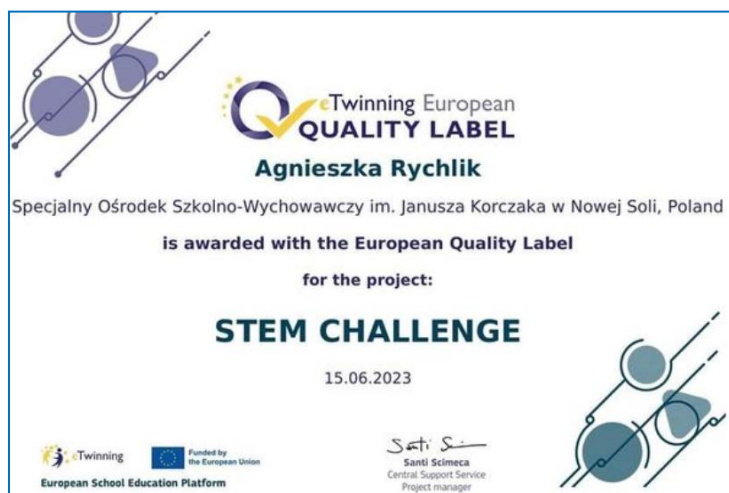 eTwinning European
QUALITY LABEL
Agnieszka Rychlik
Specjalny Ośrodek Szkolno-Wychowawczy im. Janusza Korczaka w Nowej Soli, Poland
is awarded with the European Quality Label
for the project:
STEM CHALLENGE
15.06.2023
eTwinning
Funded by
the European Union
European School Education Platform
Santi Sci
Santi Scimeca
Central Support Service
Project manager